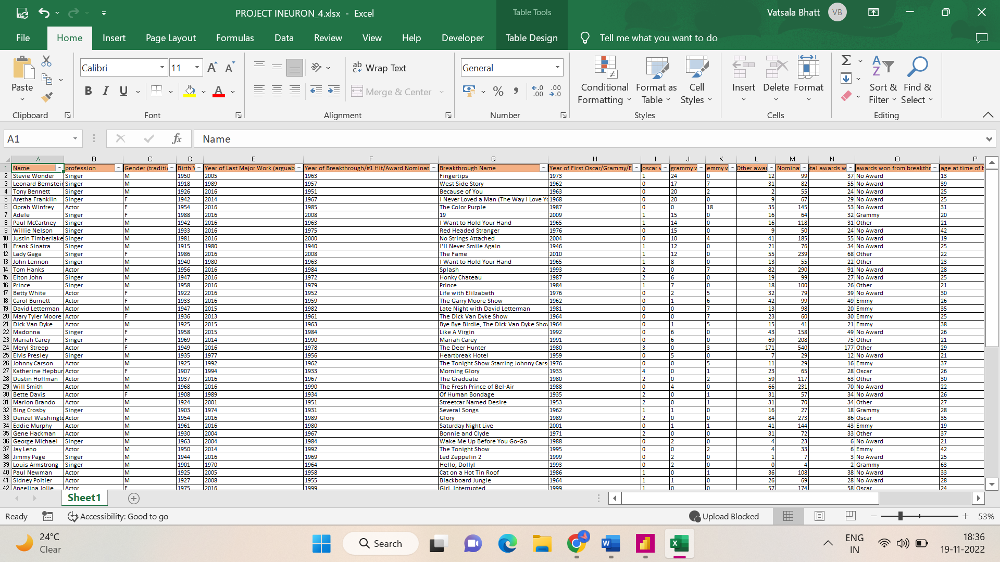 PROJECT INEURON_4.xlsx - Excel
Table Tools
Vatsala Bhatt VB
File Home Insert Page Layout Formulas Data Review View Help Developer Table Design Tell me what you want to do
Calibri 11 Wrap Text General
Paste Merge & Center Conditional Formatting Format as Table Cell Styles Insert Delete Format Sort & Filter Find & Select
Clipboard Font Alignment Number Styles Cells Editing
A1 fx Name
A B C D E F G H I J K L M N O P
1 Name profession Gender (traditi Birth Y Year of Last Major Work (arguab Year of Breakthrough/#1 Hit/Award Nominat Breakthrough Name Year of First Oscar/Grammy/E oscar w grammy w emmy w Other awar Nomina tal awards w awards won from breakthr age at time of b
2 Stevie Wonder Singer M 1950 2005 1963 Fingertips 1973 1 24 0 12 99 37 No Award 13
3 Leonard Bernstein Singer M 1918 1989 1957 West Side Story 1962 0 17 7 31 82 55 No Award 39
4 Tony Bennett Singer M 1926 2016 1951 Because of You 1963 0 20 2 2 55 24 No Award 25
5 Aretha Franklin Singer F 1942 2014 1967 I Never Loved a Man (The Way I Love Yo 1968 0 20 0 9 67 29 No Award 25
6 Oprah Winfrey Actor F 1954 2016 1985 The Color Purple 1987 0 0 18 35 145 53 No Award 31
7 Adele Singer F 1988 2016 2008 19 2009 1 15 0 16 64 32 Grammy 20
8 Paul McCartney Singer M 1942 2016 1963 I Want to Hold Your Hand 1965 1 14 0 16 118 31 Other 21
9 Willie Nelson Singer M 1933 2016 1975 Red Headed Stranger 1976 0 15 0 9 50 24 No Award 42
10 Justin Timberlake Singer M 1981 2016 2000 No Strings Attached 2004 0 10 4 41 185 55 No Award 19
11 Frank Sinatra Singer M 1915 1980 1940 I'll Never Smile Again 1946 1 12 0 21 76 34 No Award 25
12 Lady Gaga Singer F 1986 2016 2008 The Fame 2010 1 12 0 55 239 68 Other 22
13 John Lennon Singer M 1940 1980 1963 I Want to Hold Your Hand 1965 1 8 0 13 55 22 Other 23
14 Tom Hanks Actor M 1956 2016 1984 Splash 1993 2 0 7 82 290 91 No Award 28
15 Elton John Singer M 1947 2016 1972 Honky Chateau 1987 2 6 0 19 99 27 No Award 25
16 Prince Singer M 1958 2016 1979 Prince 1984 1 7 0 18 100 26 Other 21
17 Betty White Actor F 1922 2016 1952 Life with Elilzabeth 1976 0 2 5 32 79 39 No Award 30
18 Carol Burnett Actor F 1933 2016 1959 The Garry Moore Show 1962 0 1 6 42 99 49 Emmy 26
19 David Letterman Actor M 1947 2015 1982 Late Night with David Letterman 1981 0 0 7 13 98 20 Emmy 35
20 Mary Tyler Moore Actor F 1936 2013 1961 The Dick Van Dyke Show 1964 0 0 7 23 60 30 Emmy 25
21 Dick Van Dyke Actor M 1925 2015 1963 Bye Bye Birdie, The Dick Van Dyke Shov 1964 0 1 5 15 41 21 Emmy 38
22 Madonna Singer F 1958 2015 1984 Like A Virgin 1992 0 6 0 43 158 49 No Award 26
23 Mariah Carey Singer F 1969 2014 1990 Mariah Carey 1991 0 6 0 69 208 75 Other 21
24 Meryl Streep Actor F 1949 2016 1978 The Deer Hunter 1980 3 0 3 171 540 177 Other 29
25 Elvis Presley Singer M 1935 1977 1956 Heartbreak Hotel 1959 0 5 0 7 29 12 No Award 21
26 Johnny Carson Actor M 1925 1992 1962 The Tonight Show Starring Johnny Cars 1976 0 0 5 11 29 16 Emmy 37
27 Katherine Hepbur Actor F 1907 1994 1933 Morning Glory 1933 4 0 1 23 65 28 Oscar 26
28 Dustin Hoffman Actor M 1937 2016 1967 The Graduate 1980 2 0 2 59 117 63 Other 30
29 Will Smith Actor M 1968 2016 1990 The Fresh Prince of Bel-Air 1988 0 4 0 66 231 70 No Award 22
30 Bette Davis Actor F 1908 1989 1934 Of Human Bondage 1935 2 0 1 31 57 34 No Award 26
31 Marlon Brando Actor M 1924 2001 1951 Streetcar Named Desire 1953 2 0 1 31 70 34 Other 27
32 Bing Crosby Singer M 1903 1974 1931 Several Songs 1962 1 1 0 16 27 18 Grammy 28
33 Denzel Washingto Actor M 1954 2016 1989 Glory 1989 2 0 0 84 273 86 Oscar 35
34 Eddie Murphy Actor M 1961 2016 1980 Saturday Night Live 2001 0 1 1 41 144 43 Emmy 19
35 Gene Hackman Actor M 1930 2004 1967 Bonnie and Clyde 1971 2 0 0 31 72 33 Other 37
36 George Michael Singer M 1963 2004 1984 Wake Me Up Before You Go-Go 1988 0 2 0 4 23 6 No Award 21
37 Jay Leno Actor M 1950 2014 1992 The Tonight Show 1995 0 0 2 4 33 6 Emmy 42
38 Jimmy Page Singer M 1944 2016 1969 Led Zeppelin 2 1999 0 2 0 1 7 3 No Award 25
39 Louis Armstrong Singer M 1901 1970 1964 Hello, Dolly! 1993 0 2 0 0 4 2 Grammy 63
40 Paul Newman Actor M 1925 2005 1958 Cat on a Hot Tin Roof 1986 1 0 1 36 108 38 No Award 33
41 Sidney Poitier Actor M 1927 2008 1955 Blackboard Jungle 1964 1 1 0 26 69 28 No Award 28
42 Angelina Jolie Actor F 1975 2016 1999 Girl, Interrupted 1999 1 0 0 57 174 58 Oscar 24
Sheet1
Ready Accessibility: Good to go Upload Blocked 53%
24°C
Clear
Search
ENG
IN
18:36
19-11-2022